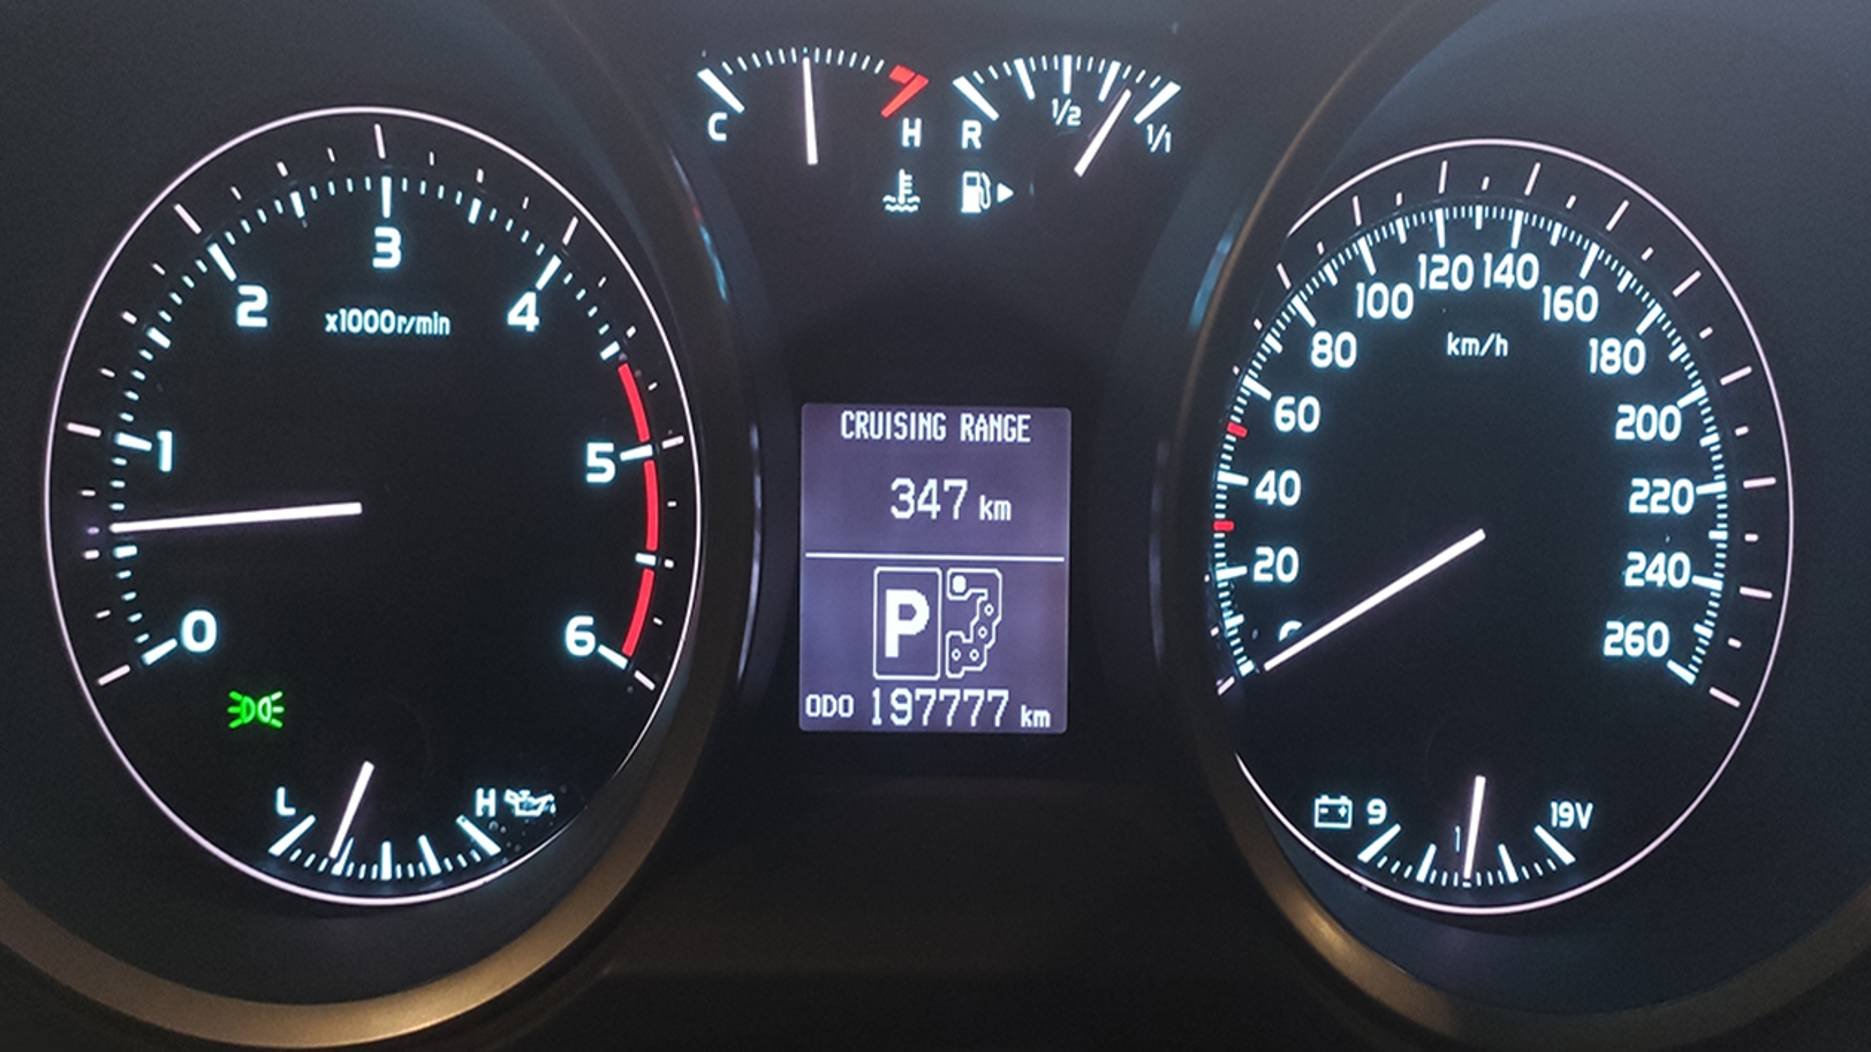 C
H
R
1/2
1/1
0
1
2
3
4
5
6
x1000r/min
L
H
CRUISING RANGE
347 km
P
ODO 197777 km
20
40
60
80
100
120
140
160
180
200
220
240
260
km/h
9
19V